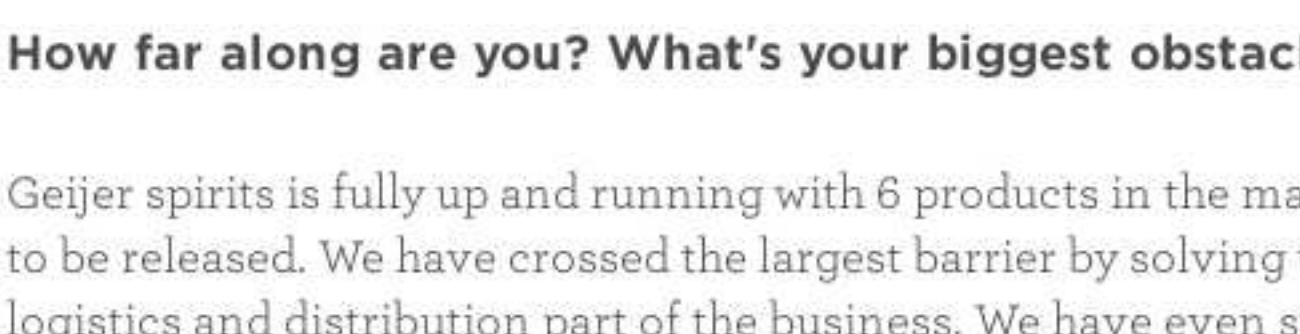 How far along are you? What's your biggest
Geijer spirits is fully up and running with 6 products in the
to be released. We have crossed the largest barrier by solving
logistics and distribution part of the business. We have even